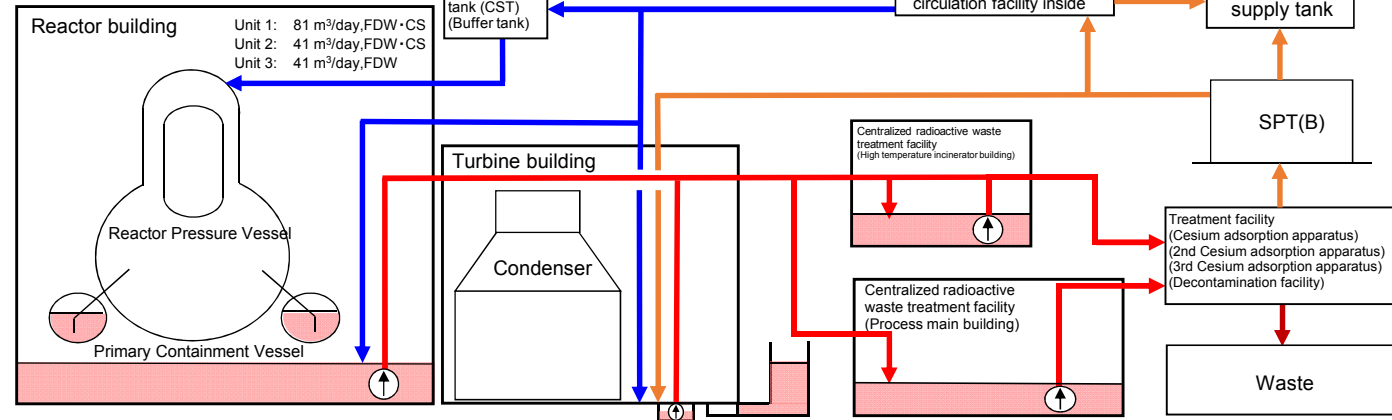 tank (CST)
(Buffer tank)
circulation facility inside
supply tank
Reactor building
Unit 1: 81 m³/day,FDW・CS
Unit 2: 41 m³/day,FDW・CS
Unit 3: 41 m³/day,FDW
SPT(B)
Centralized radioactive waste
treatment facility
(High temperature incinerator building)
Turbine building
Reactor Pressure Vessel
Condenser
Treatment facility
(Cesium adsorption apparatus)
(2nd Cesium adsorption apparatus)
(3rd Cesium adsorption apparatus)
(Decontamination facility)
Centralized radioactive
waste treatment facility
(Process main building)
Primary Containment Vessel
Waste